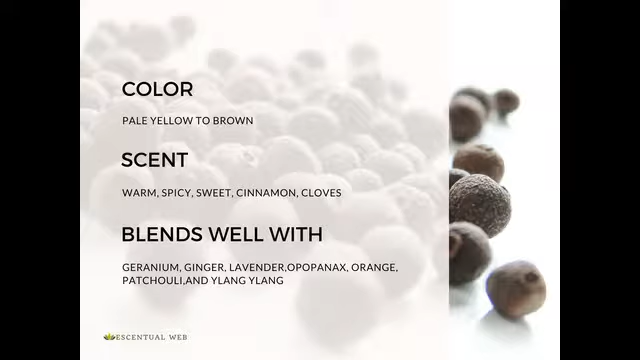 COLOR
PALE YELLOW TO BROWN
SCENT
WARM, SPICY, SWEET, CINNAMON, CLOVES
BLENDS WELL WITH
GERANIUM, GINGER, LAVENDER,OPOPANAX, ORANGE,
PATCHOULI,AND YLANG YLANG
ESCENTUAL WEB